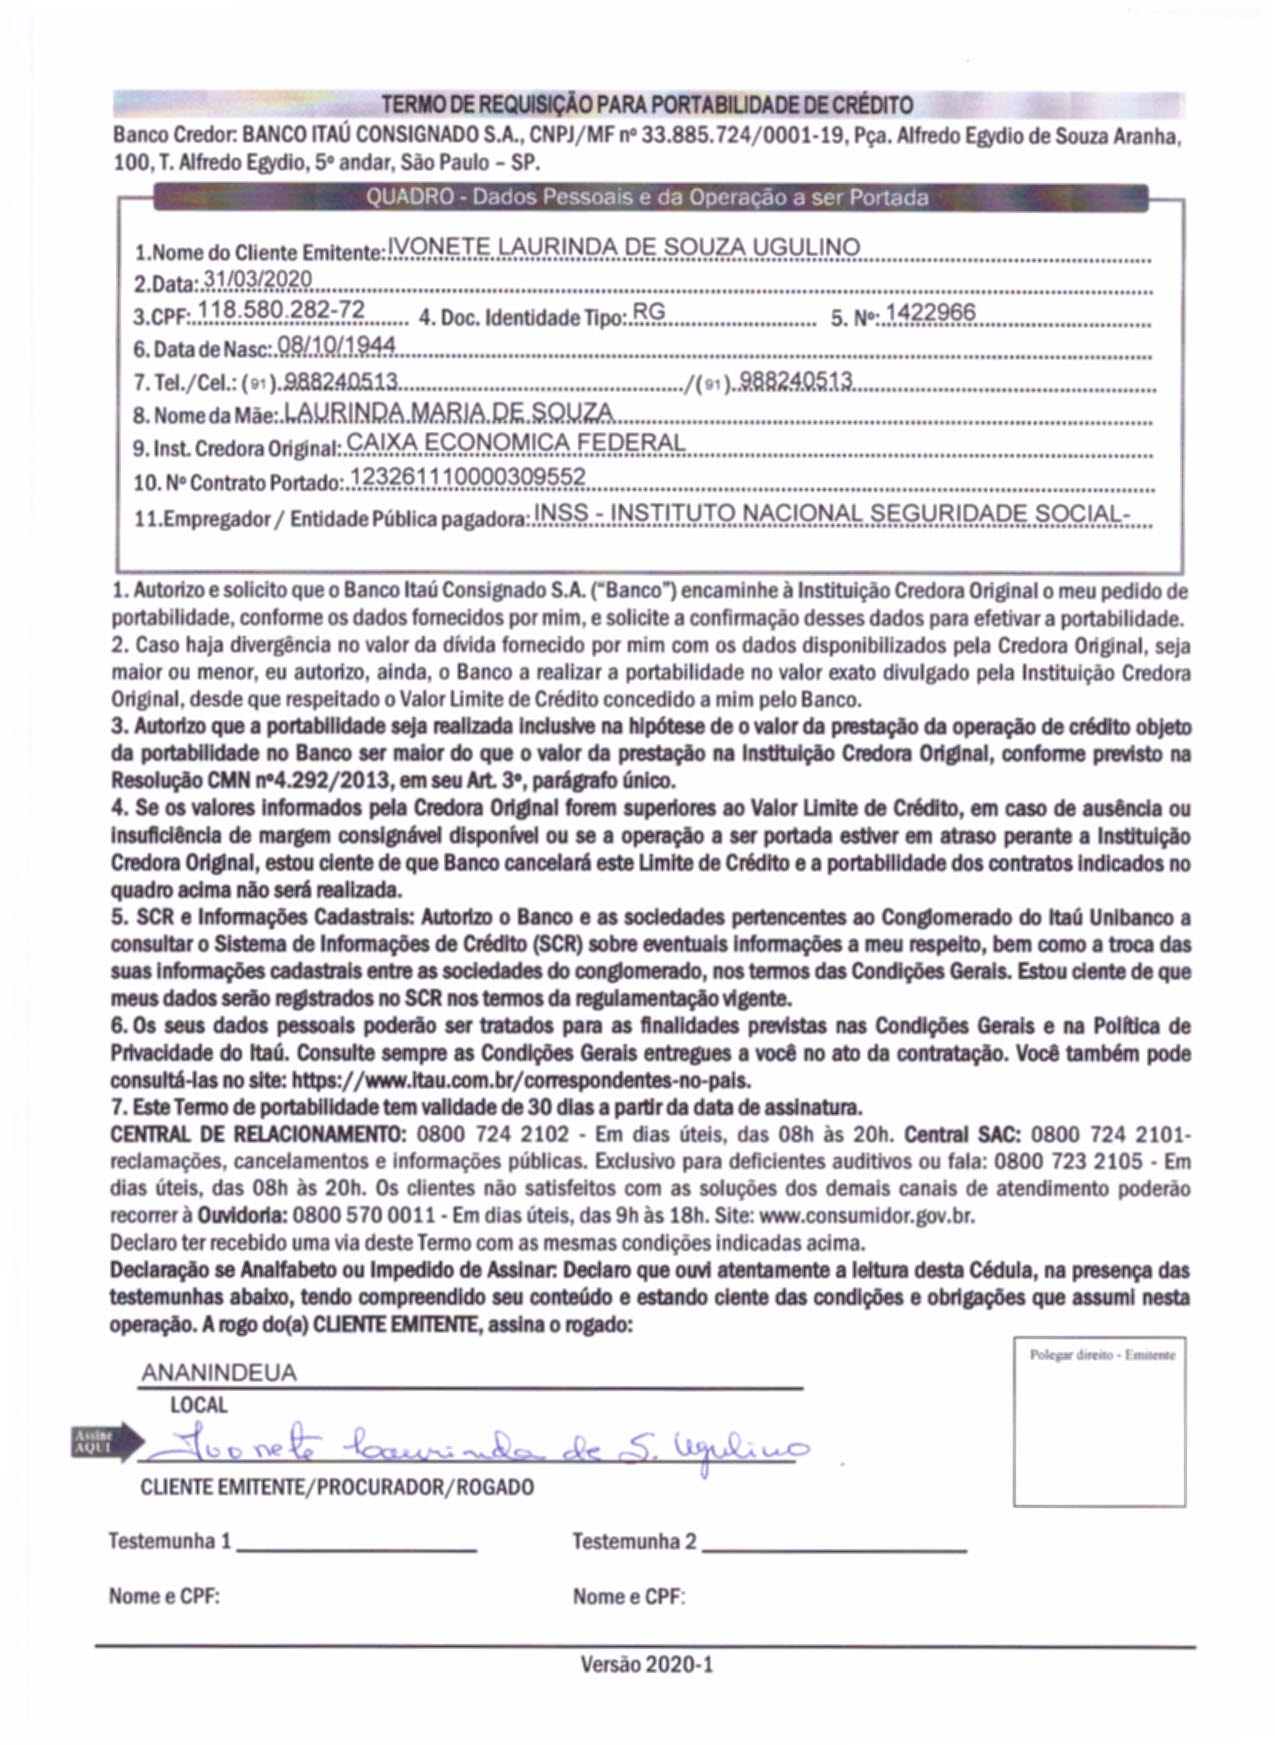 TERMO DE REQUISIÇÃO PARA PORTABILIDADE DE CRÉDITO
Banco Credor: BANCO ITAÚ CONSIGNADO S.A., CNPJ/MF nº 33.885.724/0001-19, Pça. Alfredo Egydio de Souza Aranha,
100, T. Alfredo Egydio, 5º andar, São Paulo – SP.
QUADRO - Dados Pessoais e da Operação a ser Portada
1.Nome do Cliente Emitente: IVONETE LAURINDA DE SOUZA UGULINO
2.Data: 31/03/2020
3.CPF: 118.580.282-72 4. Doc. Identidade Tipo: RG 5. Nº: 1422966
6. Data de Nasc: 08/10/1944
7. Tel./Cel.: (91) 988240513 /(91) 988240513
8. Nome da Mãe: LAURINDA MARIA DE SOUZA
9. Inst. Credora Original: CAIXA ECONOMICA FEDERAL
10. Nº Contrato Portado: 123261110000309552
11.Empregador / Entidade Pública pagadora: INSS - INSTITUTO NACIONAL SEGURIDADE SOCIAL-
1. Autorizo e solicito que o Banco Itaú Consignado S.A. (“Banco”) encaminhe à Instituição Credora Original o meu pedido de
portabilidade, conforme os dados fornecidos por mim, e solicite a confirmação desses dados para efetivar a portabilidade.
2. Caso haja divergência no valor da dívida fornecido por mim com os dados disponibilizados pela Credora Original, seja
maior ou menor, eu autorizo, ainda, o Banco a realizar a portabilidade no valor exato divulgado pela Instituição Credora
Original, desde que respeitado o Valor Limite de Crédito concedido a mim pelo Banco.
3. Autorizo que a portabilidade seja realizada inclusive na hipótese de o valor da prestação da operação de crédito objeto
da portabilidade no Banco ser maior do que o valor da prestação na Instituição Credora Original, conforme previsto na
Resolução CMN nº4.292/2013, em seu Art. 3º, parágrafo único.
4. Se os valores informados pela Credora Original forem superiores ao Valor Limite de Crédito, em caso de ausência ou
insuficiência de margem consignável disponível ou se a operação a ser portada estiver em atraso perante a Instituição
Credora Original, estou ciente de que Banco cancelará este Limite de Crédito e a portabilidade dos contratos indicados no
quadro acima não será realizada.
5. SCR e Informações Cadastrais: Autorizo o Banco e as sociedades pertencentes ao Conglomerado do Itaú Unibanco a
consultar o Sistema de Informações de Crédito (SCR) sobre eventuais informações a meu respeito, bem como a troca das
suas informações cadastrais entre as sociedades do conglomerado, nos termos das Condições Gerais. Estou ciente de que
meus dados serão registrados no SCR nos termos da regulamentação vigente.
6. Os seus dados pessoais poderão ser tratados para as finalidades previstas nas Condições Gerais e na Política de
Privacidade do Itaú. Consulte sempre as Condições Gerais entregues a você no ato da contratação. Você também pode
consultá-las no site: https://www.itau.com.br/correspondentes-no-pais.
7. Este Termo de portabilidade tem validade de 30 dias a partir da data de assinatura.
CENTRAL DE RELACIONAMENTO: 0800 724 2102 - Em dias úteis, das 08h às 20h. Central SAC: 0800 724 2101-
reclamações, cancelamentos e informações públicas. Exclusivo para deficientes auditivos ou fala: 0800 723 2105 - Em
dias úteis, das 08h às 20h. Os clientes não satisfeitos com as soluções dos demais canais de atendimento poderão
recorrer à Ouvidoria: 0800 570 0011 - Em dias úteis, das 9h às 18h. Site: www.consumidor.gov.br.
Declaro ter recebido uma via deste Termo com as mesmas condições indicadas acima.
Declaração se Analfabeto ou Impedido de Assinar: Declaro que ouvi atentamente a leitura desta Cédula, na presença das
testemunhas abaixo, tendo compreendido seu conteúdo e estando ciente das condições e obrigações que assumi nesta
operação. A rogo do(a) CLIENTE EMITENTE, assina o rogado:
Polegar direito - Emitente
ANANINDEUA
LOCAL
Assine
AQUI
Ivonete Laurinda de S. Ugulino
CLIENTE EMITENTE/PROCURADOR/ROGADO
Testemunha 1 Testemunha 2
Nome e CPF: Nome e CPF:
Versão 2020-1